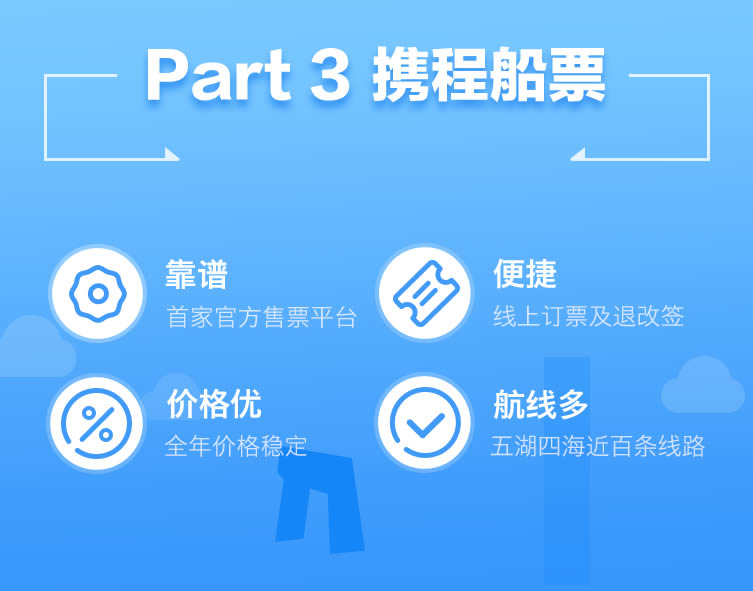 Part 3 携程船票
靠谱
首家官方售票平台
便捷
线上订票及退改签
价格优
全年价格稳定
航线多
五湖四海近百条线路